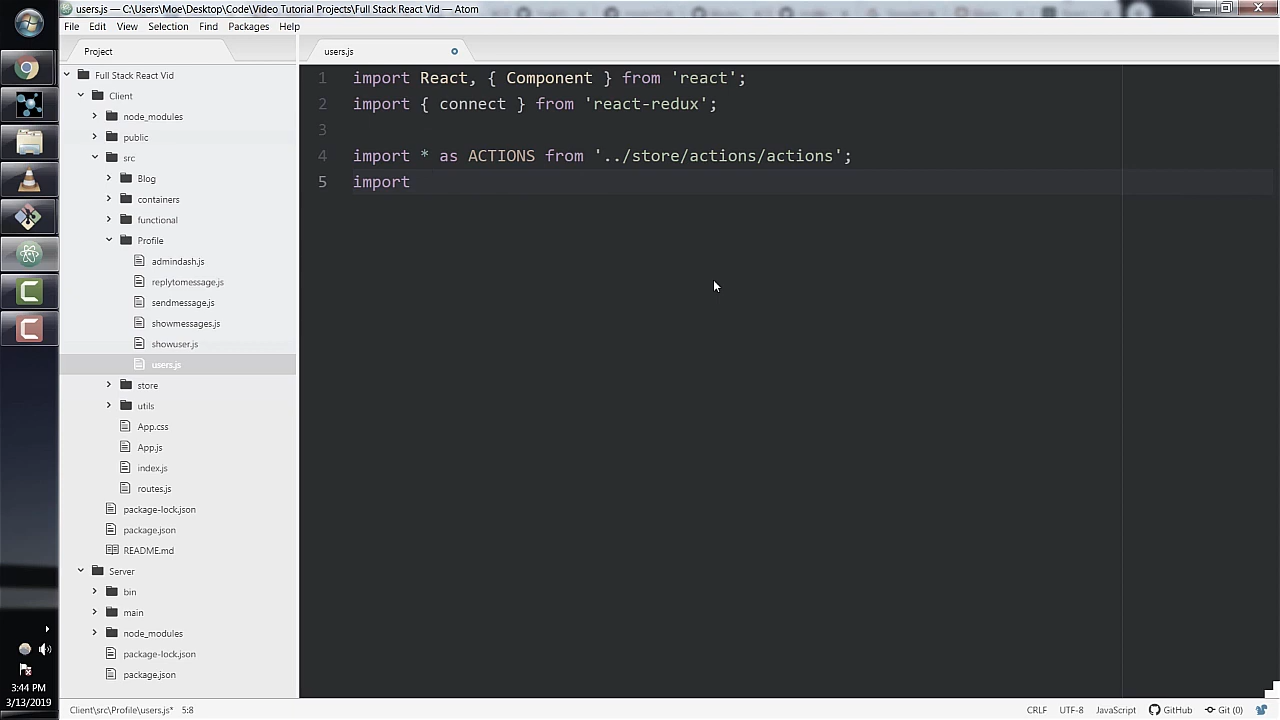 users.js — C:\Users\Moe\Desktop\Code\Video Tutorial Projects\Full Stack React Vid — Atom
File Edit View Selection Find Packages Help
Project
users.js
Full Stack React Vid
Client
node_modules
public
src
Blog
containers
functional
Profile
admindash.js
replytomessage.js
sendmessage.js
showmessages.js
showuser.js
users.js
store
utils
App.css
App.js
index.js
routes.js
package-lock.json
package.json
README.md
Server
bin
main
node_modules
package-lock.json
package.json
1 import React, { Component } from 'react';
2 import { connect } from 'react-redux';
3
4 import * as ACTIONS from '../store/actions/actions';
5 import
3:44 PM
3/13/2019
Client\src\Profile\users.js* 5:8
CRLF UTF-8 JavaScript GitHub Git (0)